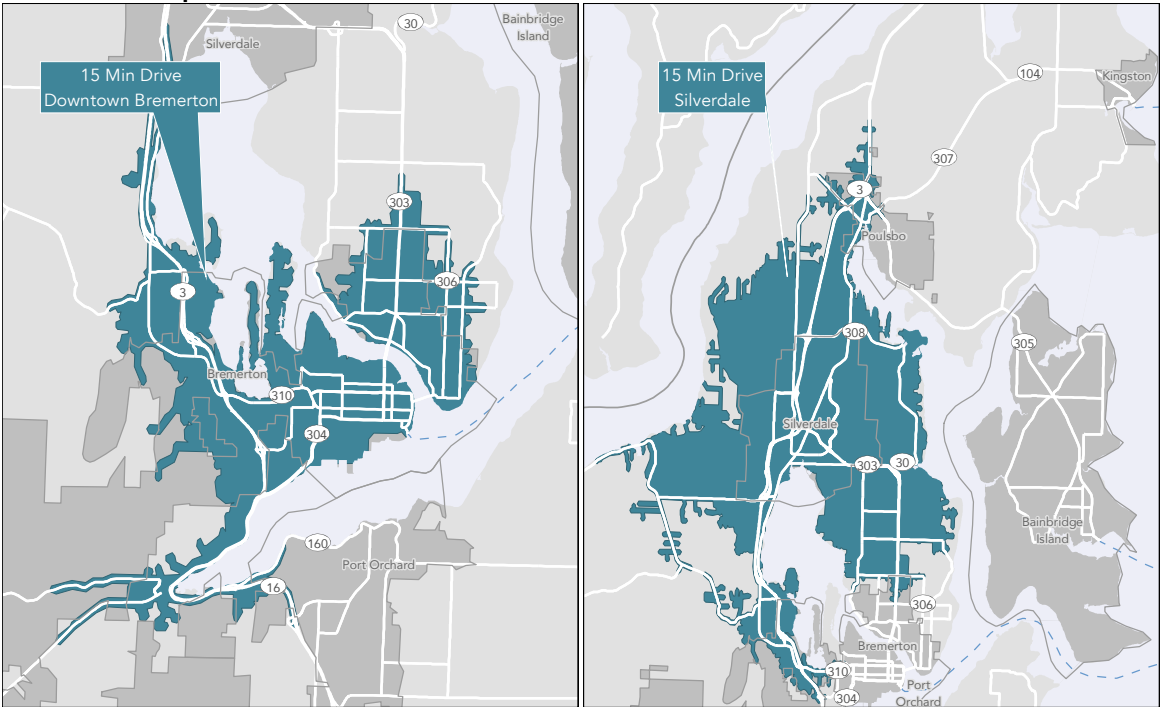 30
Bainbridge
Island
Silverdale
15 Min Drive
Downtown Bremerton
303
306
3
Bremerton
310
304
160
Port Orchard
16
15 Min Drive
Silverdale
104
Kingston
307
3
Poulsbo
308
305
Silverdale
303
30
Bainbridge
Island
306
Bremerton
310
Port
Orchard
304